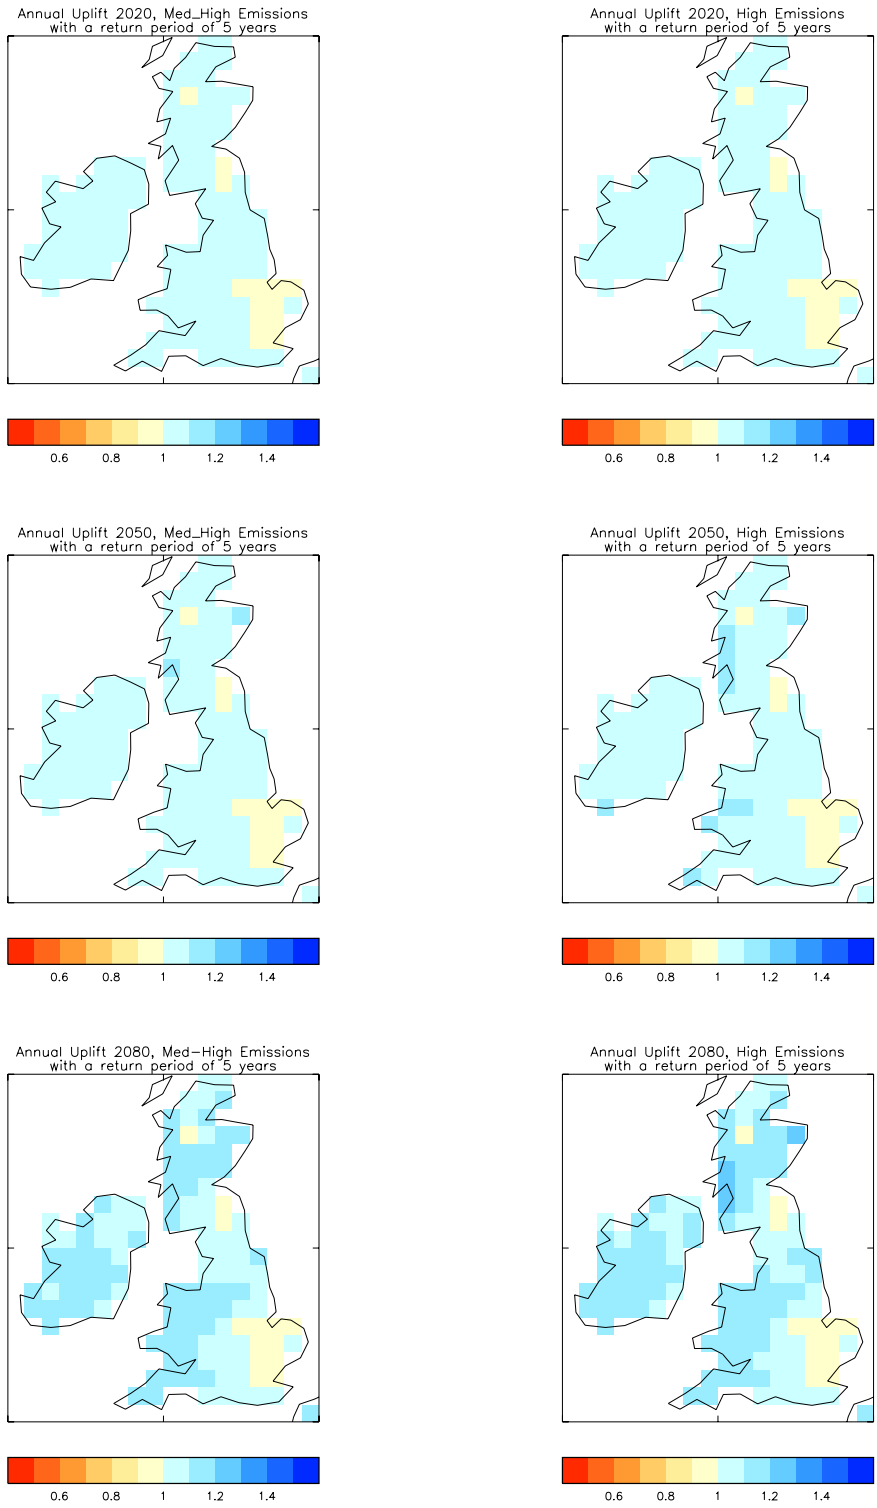 Annual Uplift 2020, Med_High Emissions
with a return period of 5 years
0.6 0.8 1 1.2 1.4
Annual Uplift 2020, High Emissions
with a return period of 5 years
0.6 0.8 1 1.2 1.4
Annual Uplift 2050, Med_High Emissions
with a return period of 5 years
0.6 0.8 1 1.2 1.4
Annual Uplift 2050, High Emissions
with a return period of 5 years
0.6 0.8 1 1.2 1.4
Annual Uplift 2080, Med-High Emissions
with a return period of 5 years
0.6 0.8 1 1.2 1.4
Annual Uplift 2080, High Emissions
with a return period of 5 years
0.6 0.8 1 1.2 1.4